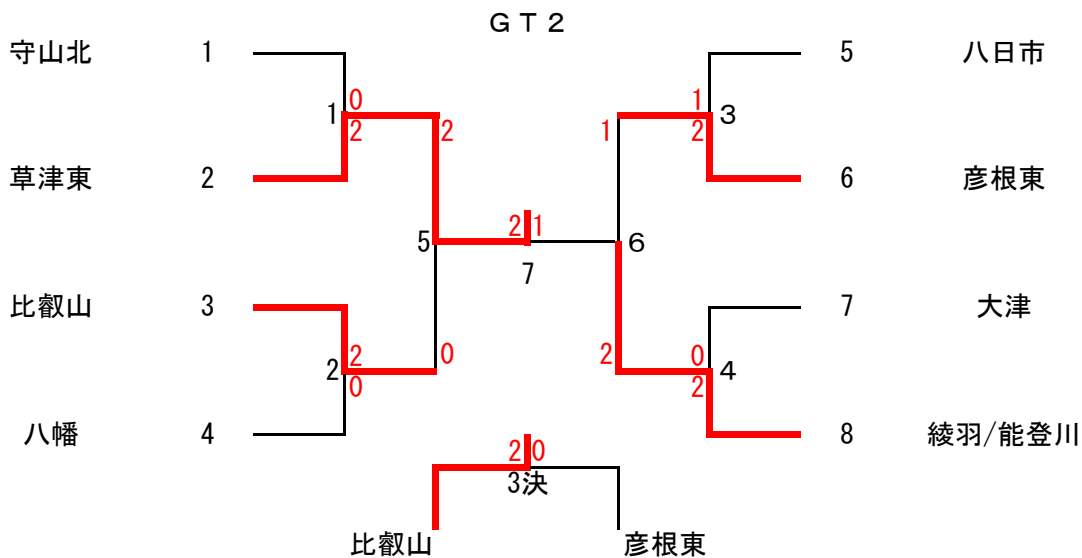 GT2
守山北 1 5 八日市
1 0 1 3
2 2 1 2
草津東 2 6 彦根東
5 2 1 6
7
比叡山 3 7 大津
2 2 0 2 0 4
0 2
八幡 4 8 綾羽/能登川
2 0
3決
比叡山 彦根東